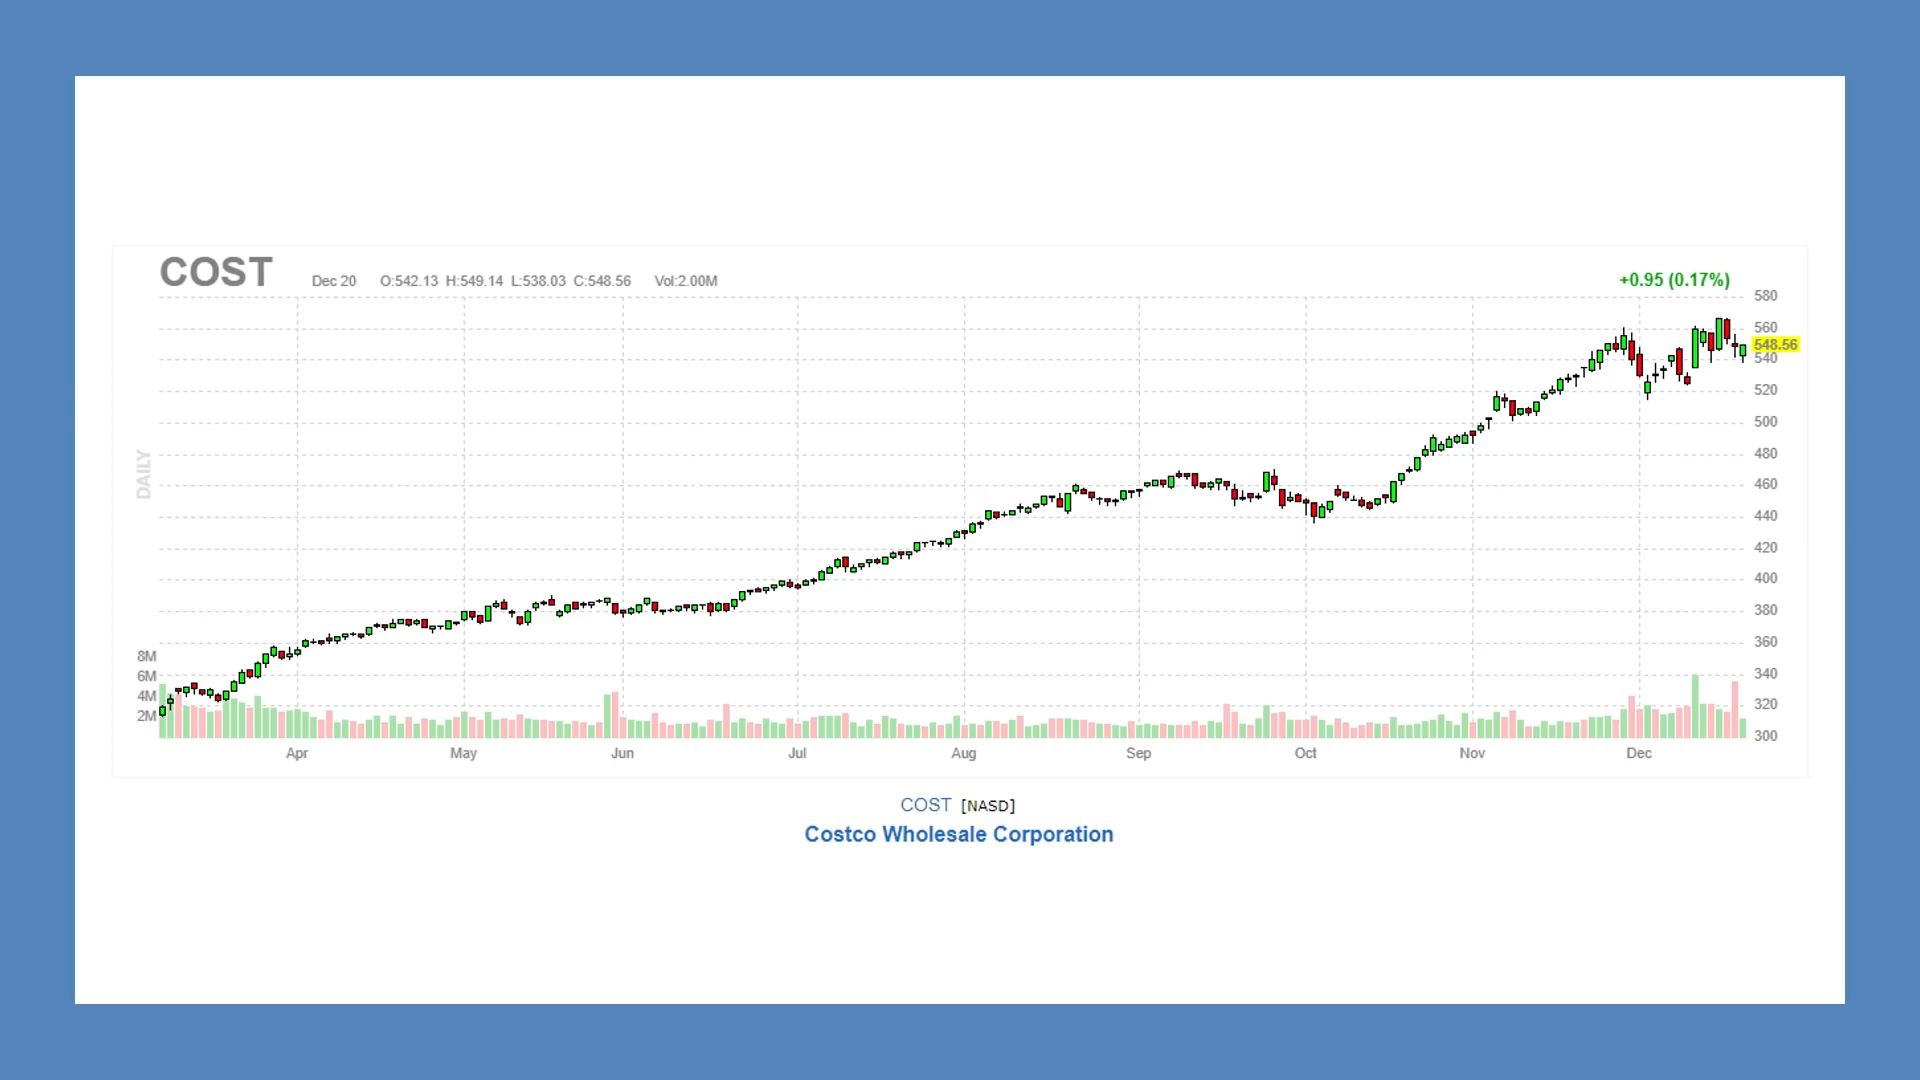 COST Dec 20 O:542.13 H:549.14 L:538.03 C:548.56 Vol:2.00M +0.95 (0.17%)
580
560
548.56
540
520
500
480
DAILY
460
440
420
400
380
360
8M
6M
340
4M
320
2M
300
Apr May Jun Jul Aug Sep Oct Nov Dec
COST [NASD]
Costco Wholesale Corporation